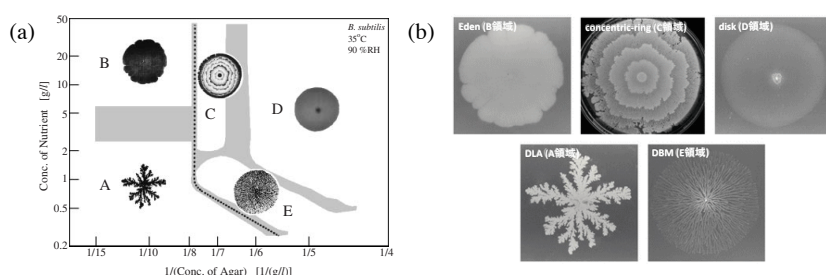 (a)
B. subtilis
35°C
90 %RH
Conc. of Nutrient [g/l]
50
20
10
5
2
1
0.5
0.2
B
C
D
A
E
1/15
1/10
1/8
1/7
1/6
1/5
1/4
1/(Conc. of Agar) [1/(g/l)]
(b)
Eden (B領域)
concentric-ring (C領域)
disk (D領域)
DLA (A領域)
DBM (E領域)